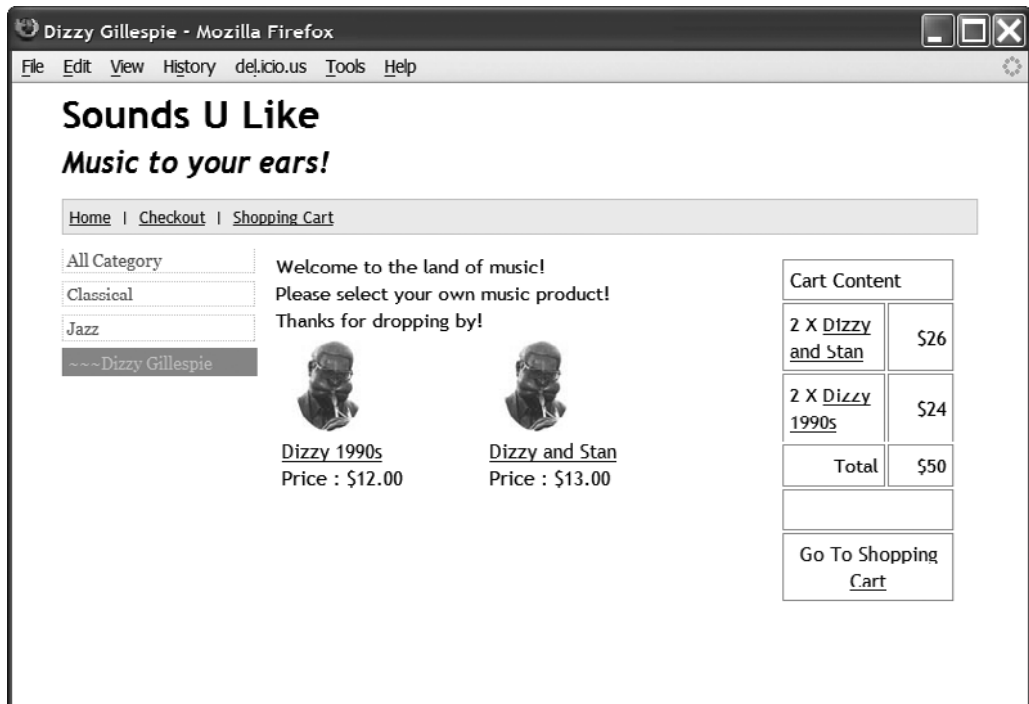 Dizzy Gillespie - Mozilla Firefox
File Edit View History del.icio.us Tools Help
Sounds U Like
Music to your ears!
Home | Checkout | Shopping Cart
All Category
Classical
Jazz
~~~Dizzy Gillespie
Welcome to the land of music!
Please select your own music product!
Thanks for dropping by!
Dizzy 1990s
Price : $12.00
Dizzy and Stan
Price : $13.00
Cart Content
2 X Dizzy
and Stan
$26
2 X Dizzy
1990s
$24
Total $50
Go To Shopping
Cart